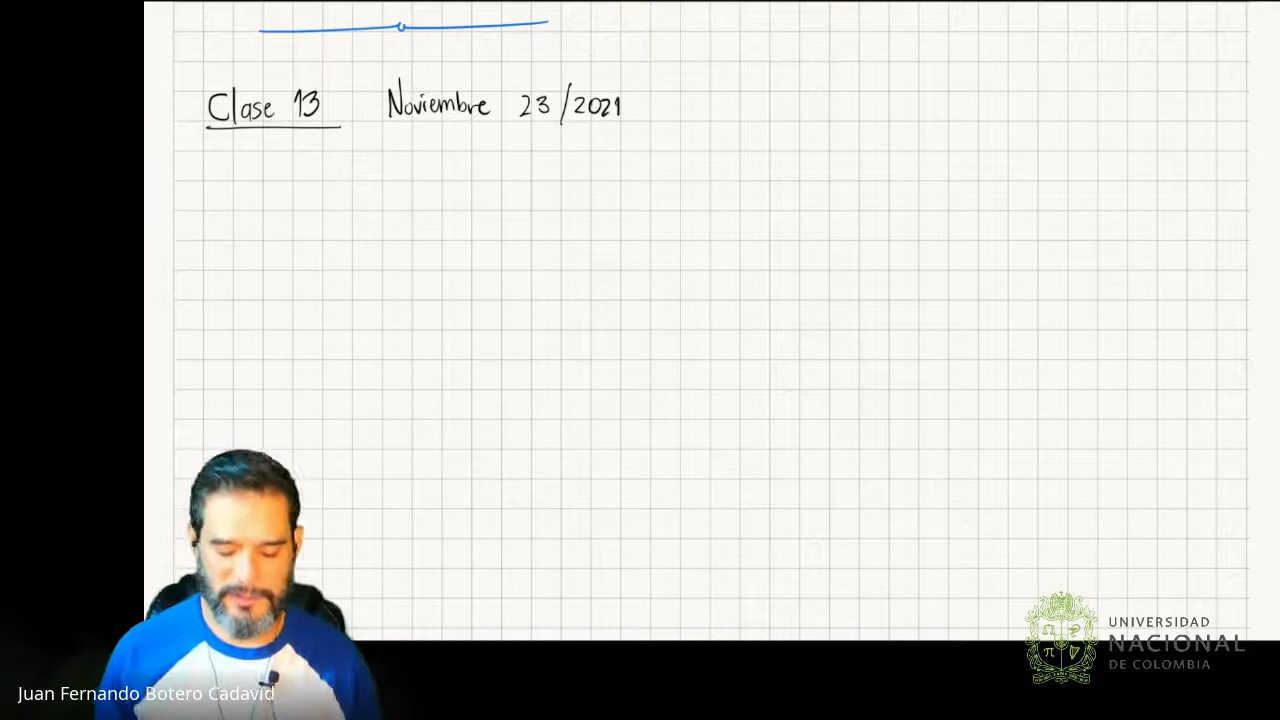 Clase 13 Noviembre 23/2021
UNIVERSIDAD
NACIONAL
DE COLOMBIA
Juan Fernando Botero Cadavid